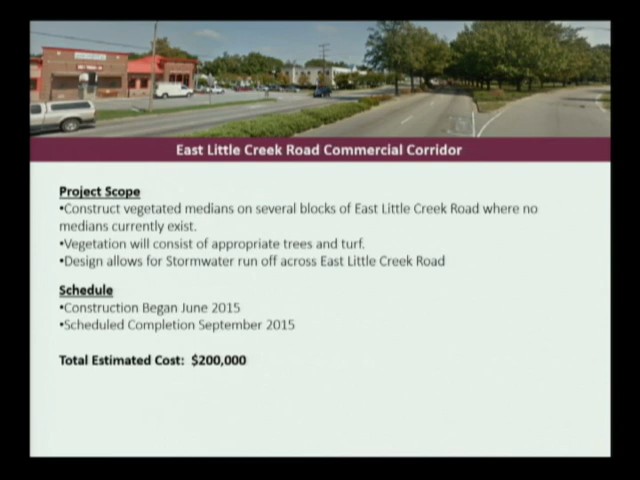 East Little Creek Road Commercial Corridor
Project Scope
•Construct vegetated medians on several blocks of East Little Creek Road where no
medians currently exist.
•Vegetation will consist of appropriate trees and turf.
•Design allows for Stormwater run off across East Little Creek Road
Schedule
•Construction Began June 2015
•Scheduled Completion September 2015
Total Estimated Cost:  $200,000